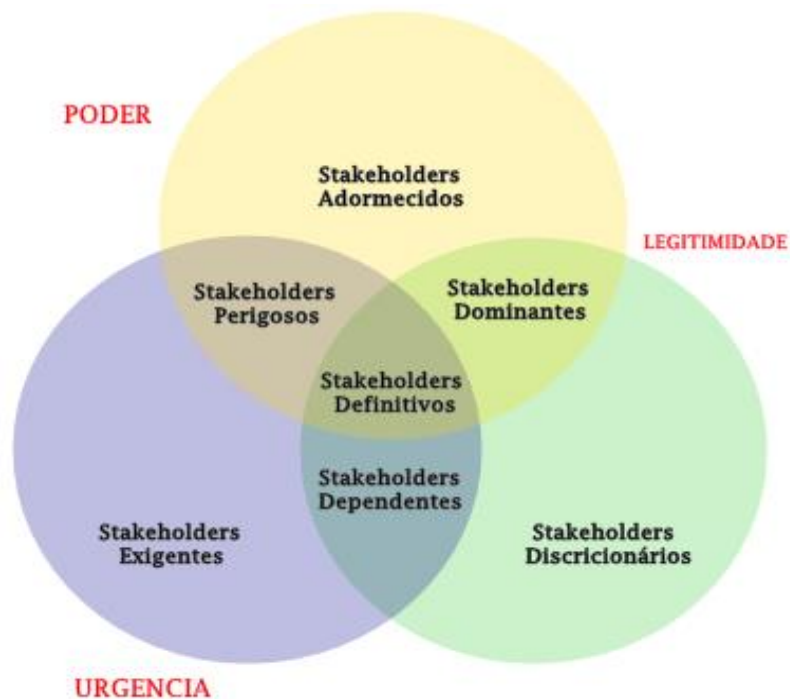 PODER
Stakeholders
Adormecidos
LEGITIMIDADE
Stakeholders
Perigosos
Stakeholders
Dominantes
Stakeholders
Definitivos
Stakeholders
Dependentes
Stakeholders
Exigentes
Stakeholders
Discricionários
URGENCIA